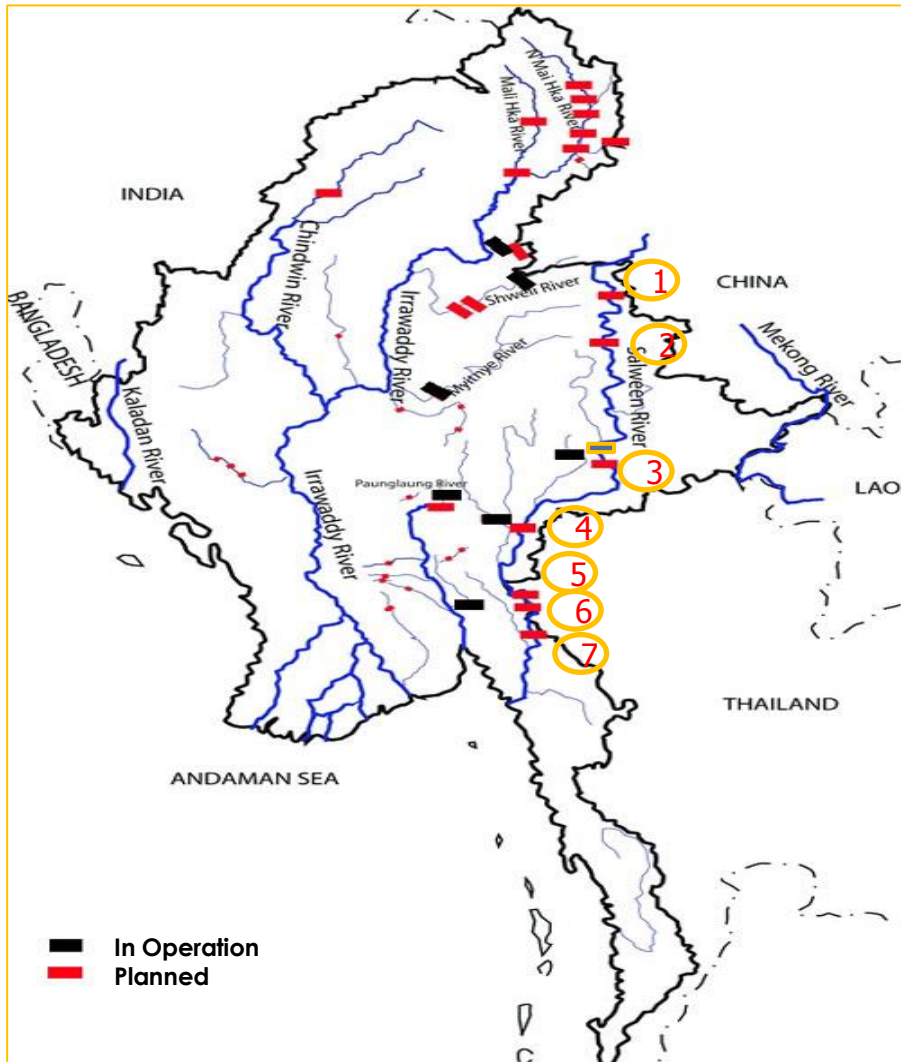 N Mai Hka River
Mali Hka River
INDIA
Chindwin River
1
CHINA
Shweli River
BANGLADESH
Irrawaddy River
2
Mekong River
Salween River
Kaladan River
Myithye River
3
LAO
Paunglaung River
Irrawaddy River
4
5
6
7
THAILAND
ANDAMAN SEA
In Operation
Planned